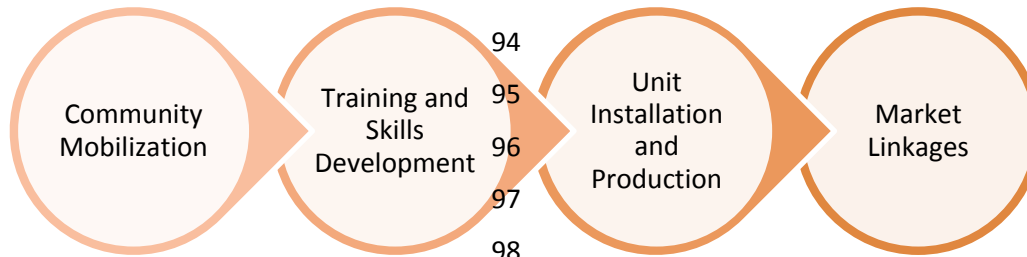 Community
Mobilization
Training and
Skills
Development
94
95
96
97
98
Unit
Installation
and
Production
Market
Linkages